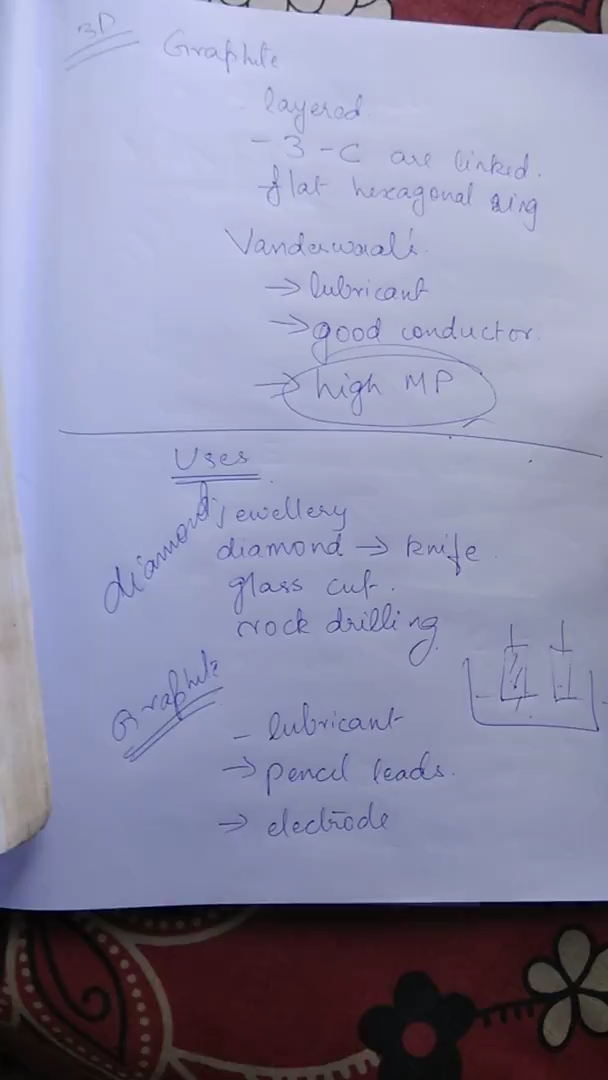 3D
Graphite
layered
- 3 -C are linked.
flat hexagonal ring
Vanderwaal's.
→ lubricant
→ good conductor.
→ high MP
Uses
diamond jewellery
diamond → knife.
glass cut.
rock drilling
Graphite
- lubricant
→ pencil leads.
→ electrode